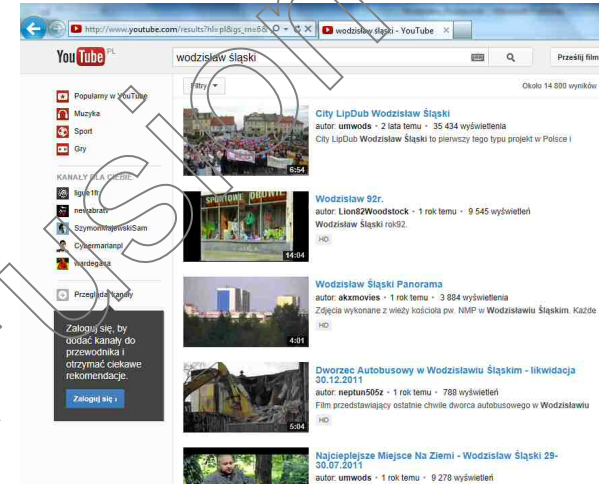 http://www.youtube.com/results?hl=pl&gs_rn=6&
wodzisław śląski - YouTube
YouTube PL
wodzisław śląski
Prześlij film
Filtry
Około 14 800 wyników
Popularny w YouTube
Muzyka
Sport
Gry
KANAŁY DLA CIEBIE
SzymonMajewskiSam
Cybermarianpl
wardegasa
Przeglądaj kanały
Zaloguj się, by
dodać kanały do
przewodnika i
otrzymać ciekawe
rekomendacje.
Zaloguj się ›
City LipDub Wodzisław Śląski
autor: umwods · 2 lata temu · 35 434 wyświetlenia
City LipDub Wodzisław Śląski to pierwszy tego typu projekt w Polsce i
6:54
SPORTOWE
Wodzisław 92r.
autor: Lion82Woodstock · 1 rok temu · 9 545 wyświetleń
Wodzisław Śląski rok92.
HD
14:04
Wodzisław Śląski Panorama
autor: akxmovies · 1 rok temu · 3 884 wyświetlenia
Zdjęcia wykonane z wieży kościoła pw. NMP w Wodzisławiu Śląskim. Każde
HD
4:01
Dworzec Autobusowy w Wodzisławiu Śląskim - likwidacja
30.12.2011
autor: neptun505z · 1 rok temu · 788 wyświetleń
Film przedstawiający ostatnie chwile dworca autobusowego w Wodzisławiu
HD
5:04
Najcieplejsze Miejsce Na Ziemi - Wodzisław Śląski 29-
30.07.2011
autor: umwods · 1 rok temu · 9 278 wyświetleń